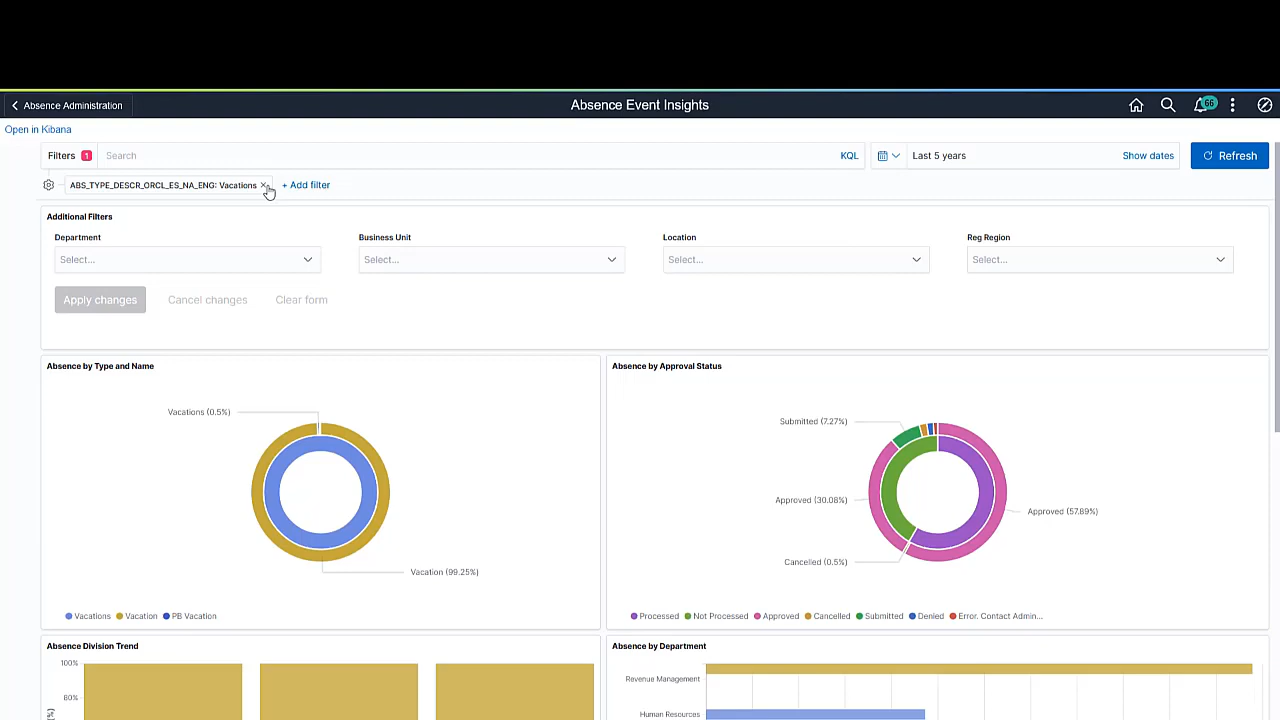 Absence Administration
Absence Event Insights
66
Open in Kibana
Filters 1 Search KQL Last 5 years Show dates Refresh
ABS_TYPE_DESCR_ORCL_ES_NA_ENG: Vacations × + Add filter
Additional Filters
Department Business Unit Location Reg Region
Select... Select... Select... Select...
Apply changes Cancel changes Clear form
Absence by Type and Name
Vacations (0.5%)
Vacation (99.25%)
Vacations Vacation PB Vacation
Absence by Approval Status
Submitted (7.27%)
Approved (30.08%)
Approved (57.89%)
Cancelled (0.5%)
Processed Not Processed Approved Cancelled Submitted Denied Error. Contact Admin...
Absence Division Trend
100%
80%
(%)
Absence by Department
Revenue Management
Human Resources